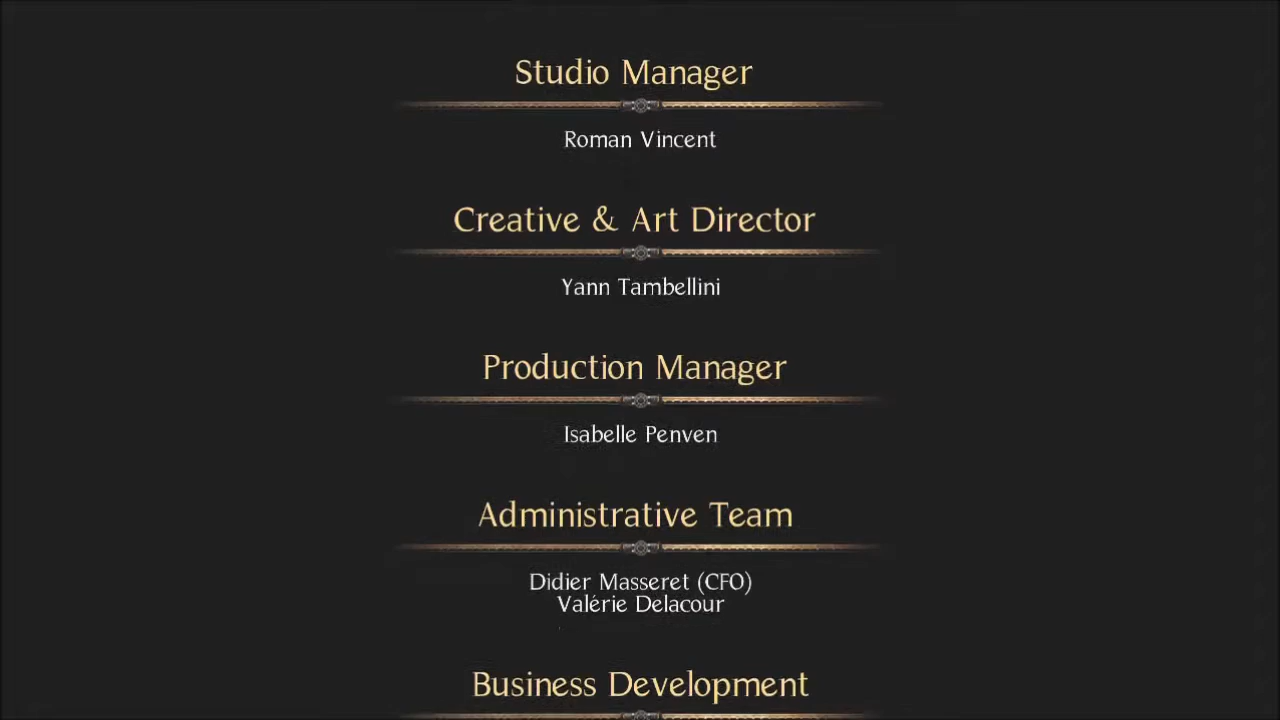 Studio Manager
Roman Vincent
Creative & Art Director
Yann Tambellini
Production Manager
Isabelle Penven
Administrative Team
Didier Masseret (CFO)
Valérie Delacour
Business Development